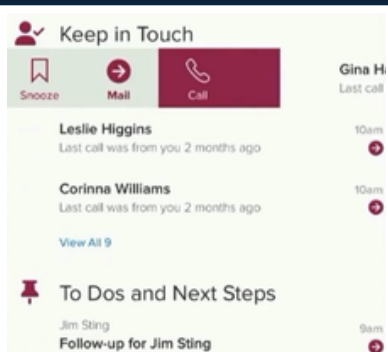 Keep in Touch
Snooze
Mail
Call
Gina Ha
Last call
Leslie Higgins
10am
Last call was from you 2 months ago
Corinna Williams
10am
Last call was from you 2 months ago
View All 9
To Dos and Next Steps
Jim Sting
9am
Follow-up for Jim Sting